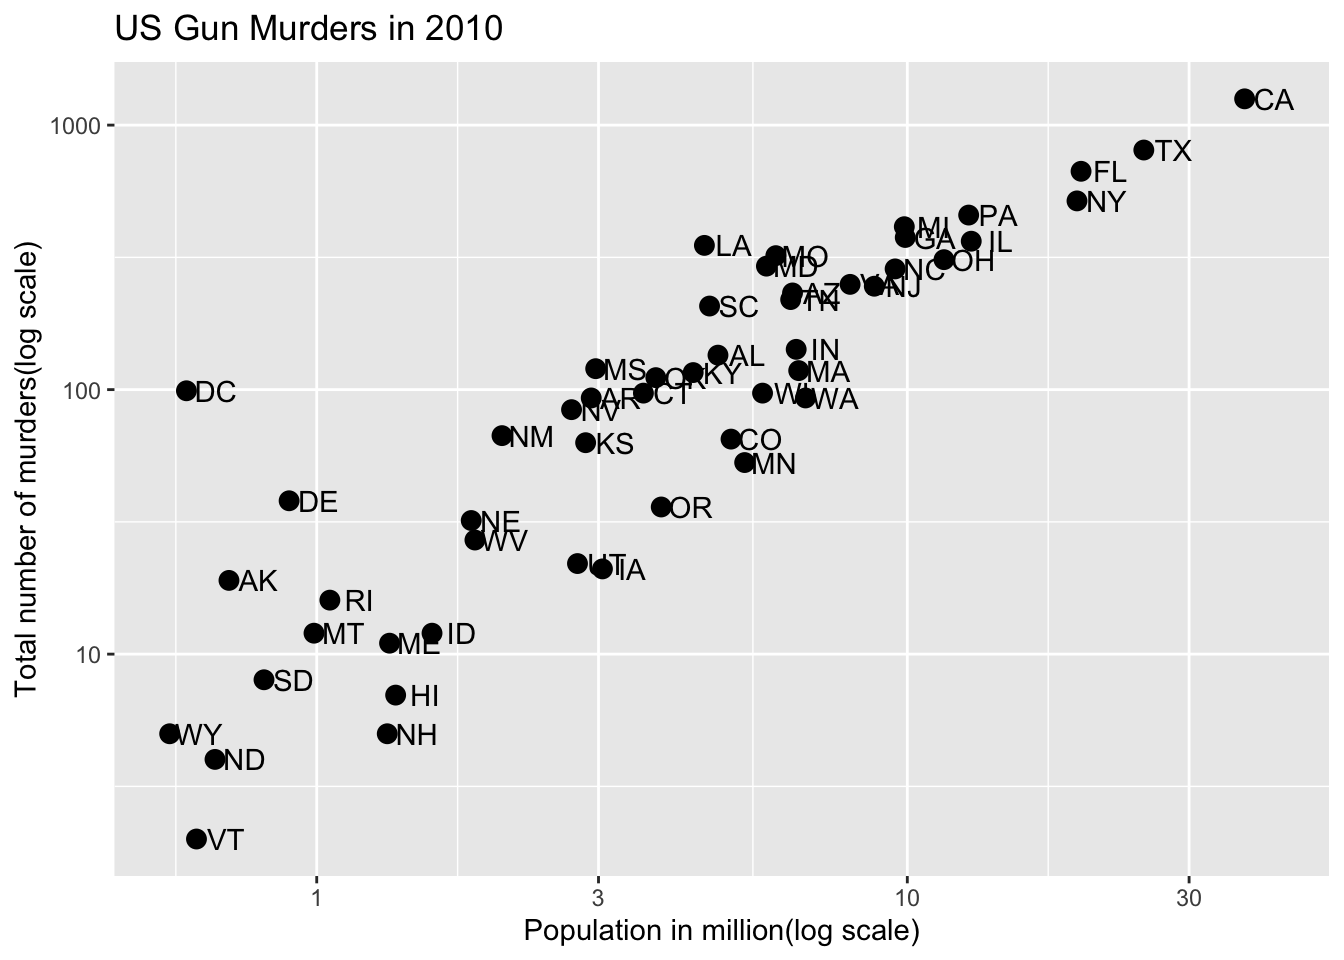 US Gun Murders in 2010
CA
1000
TX
FL
NY
PA
MI
GA
IL
LA
MO
OH
MD
NC
VA
NJ
AZ
TN
SC
IN
AL
MA
MS
KY
OK
100
DC
CT
WI
WA
AR
NV
NM
KS
CO
MN
DE
OR
NE
WV
UT
IA
AK
RI
MT
ID
ME
10
SD
HI
WY
NH
ND
VT
1
3
10
30
Total number of murders(log scale)
Population in million(log scale)